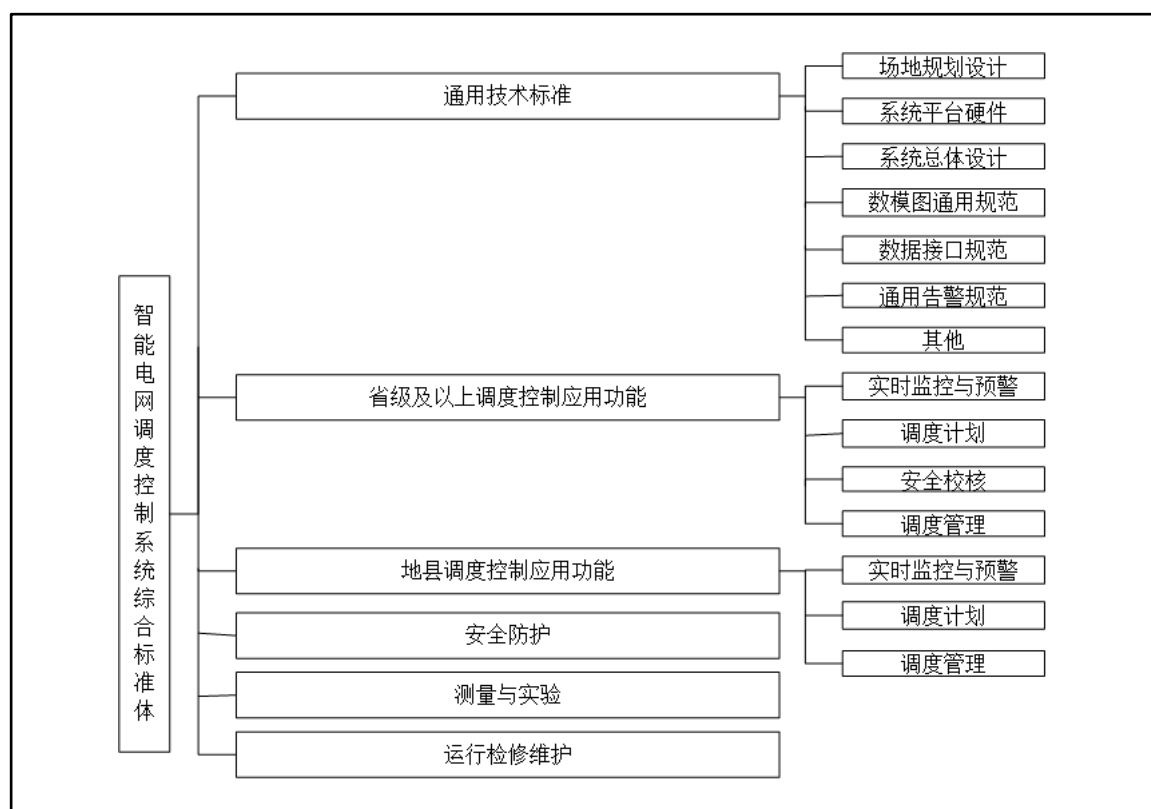 智能电网调度控制系统综合标准体
通用技术标准
场地规划设计
系统平台硬件
系统总体设计
数模图通用规范
数据接口规范
通用告警规范
其他
省级及以上调度控制应用功能
实时监控与预警
调度计划
安全校核
调度管理
地县调度控制应用功能
实时监控与预警
调度计划
调度管理
安全防护
测量与实验
运行检修维护